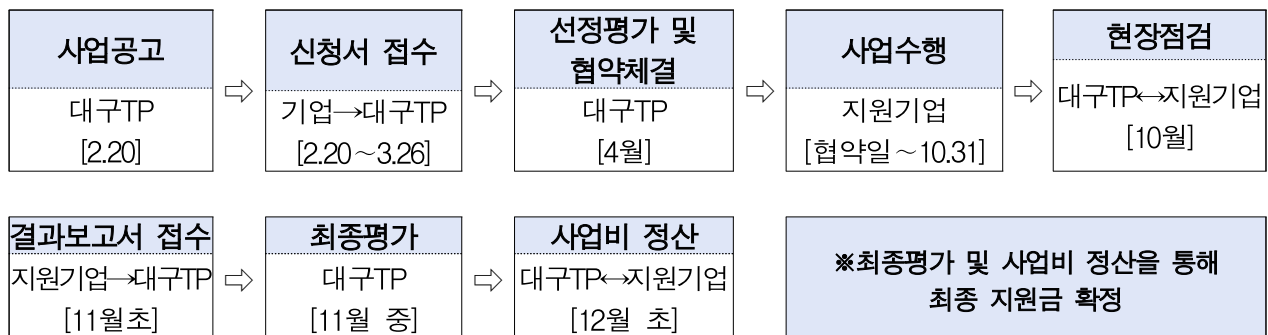 사업공고
대구TP
[2.20]
신청서 접수
기업→대구TP
[2.20~3.26]
선정평가 및
협약체결
대구TP
[4월]
사업수행
지원기업
[협약일~10.31]
현장점검
대구TP↔지원기업
[10월]
결과보고서 접수
지원기업→대구TP
[11월초]
최종평가
대구TP
[11월 중]
사업비 정산
대구TP↔지원기업
[12월 초]
※최종평가 및 사업비 정산을 통해
최종 지원금 확정